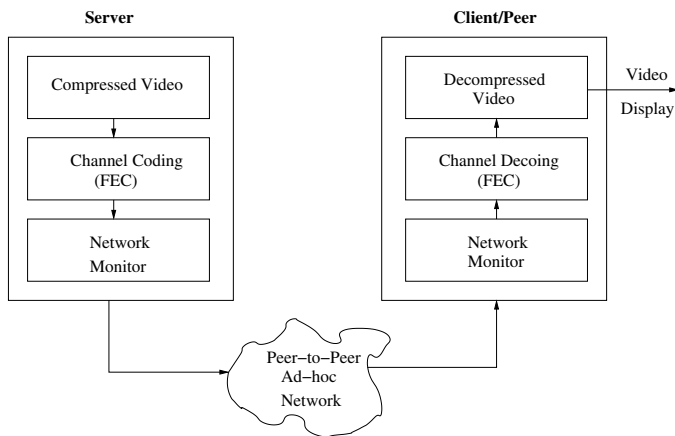 Server
Compressed Video
Channel Coding
(FEC)
Network
Monitor
Client/Peer
Decompressed
Video
Channel Decoing
(FEC)
Network
Monitor
Video
Display
Peer-to-Peer
Ad-hoc
Network